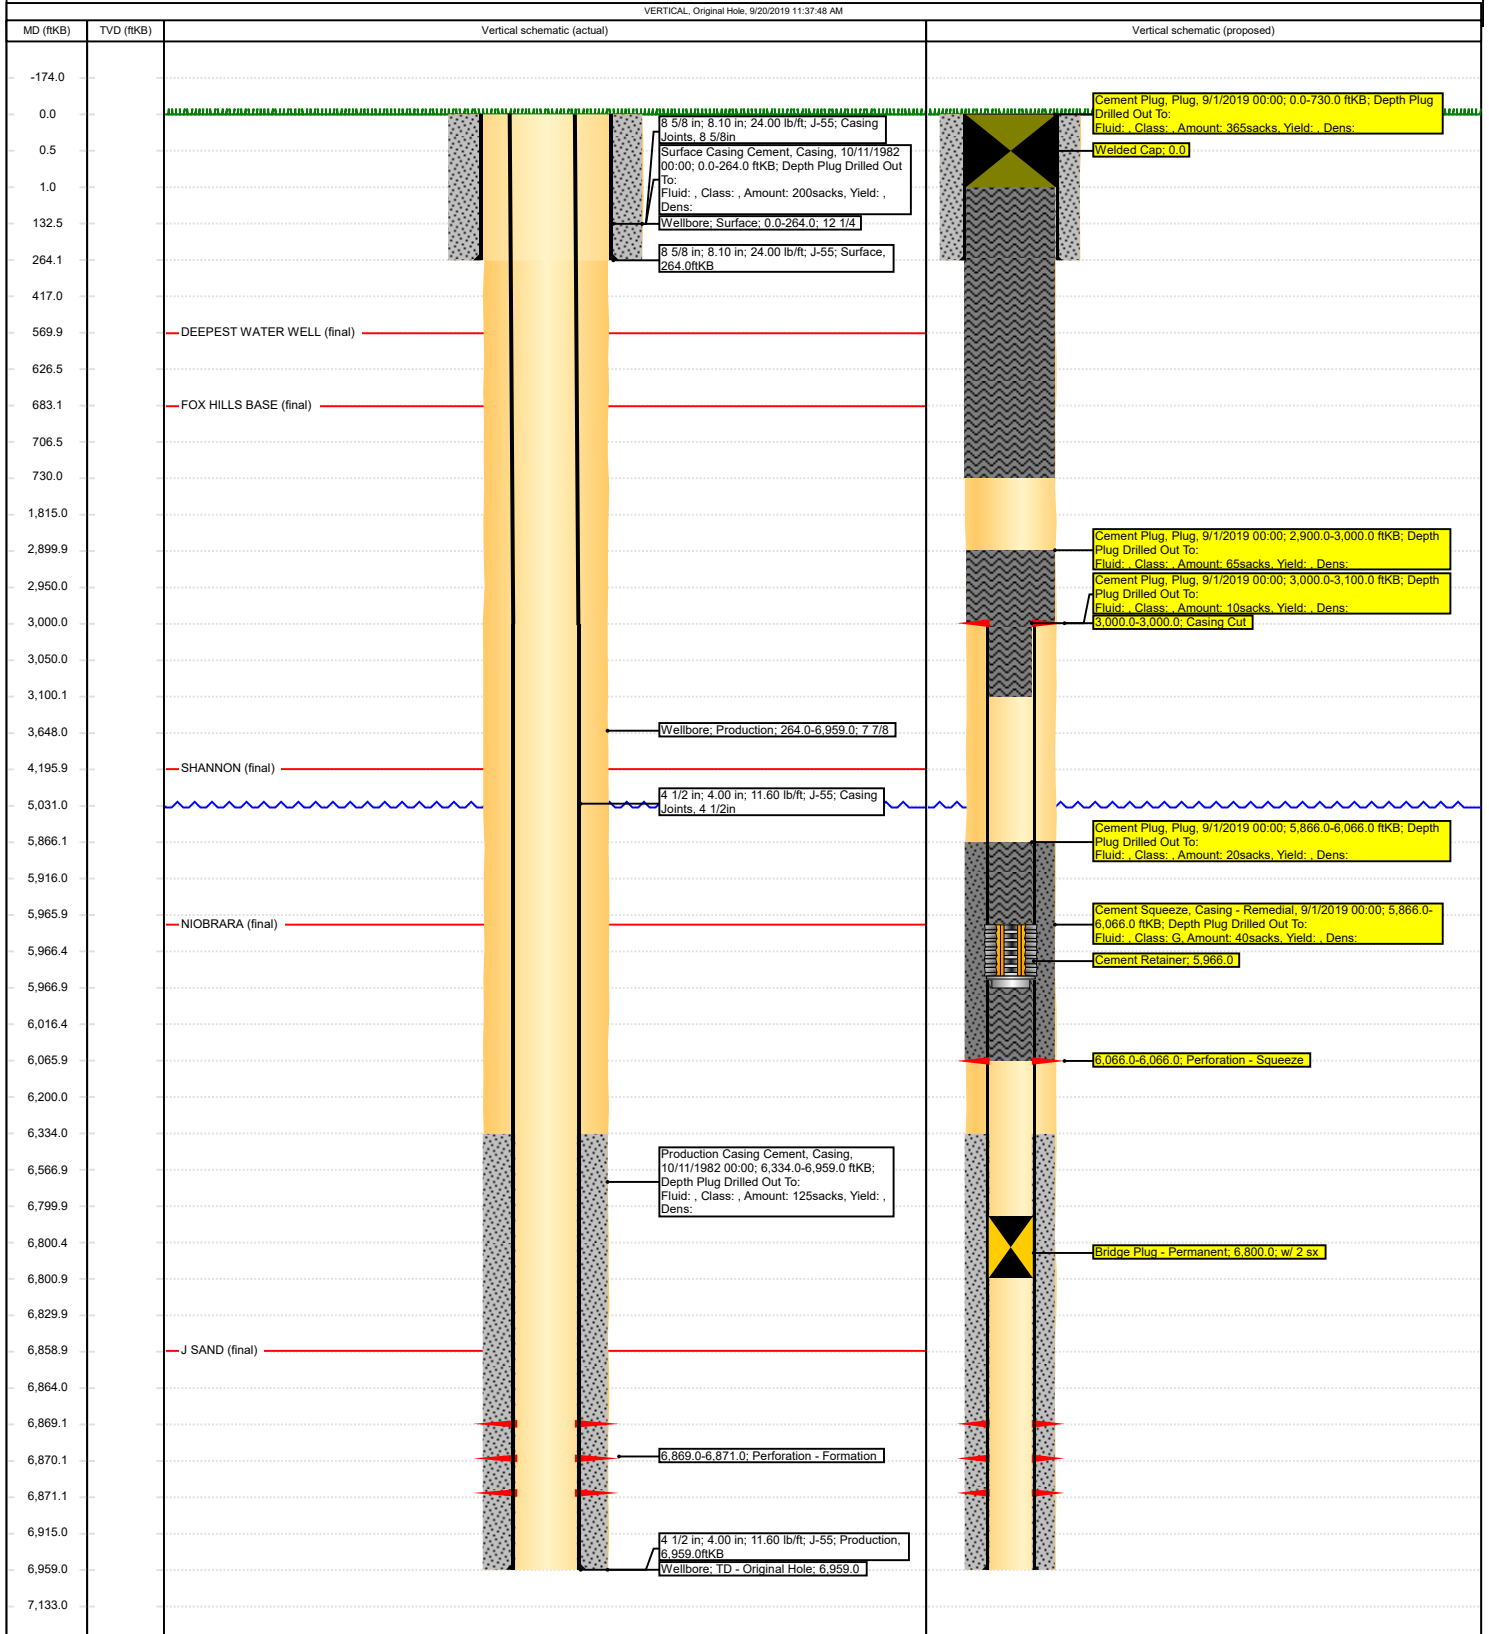 VERTICAL, Original Hole, 9/20/2019 11:37:48 AM
MD (ftKB)
TVD (ftKB)
Vertical schematic (actual)
Vertical schematic (proposed)
-174.0
0.0
0.5
1.0
132.5
264.1
417.0
569.9
626.5
683.1
706.5
730.0
1,815.0
2,899.9
2,950.0
3,000.0
3,050.0
3,100.1
3,648.0
4,195.9
5,031.0
5,866.1
5,916.0
5,965.9
5,966.4
5,966.9
6,016.4
6,065.9
6,200.0
6,334.0
6,566.9
6,799.9
6,800.4
6,800.9
6,829.9
6,858.9
6,864.0
6,869.1
6,870.1
6,871.1
6,915.0
6,959.0
7,133.0
DEEPEST WATER WELL (final)
FOX HILLS BASE (final)
SHANNON (final)
NIOBRARA (final)
J SAND (final)
8 5/8 in; 8.10 in; 24.00 lb/ft; J-55; Casing
Joints, 8 5/8in
Surface Casing Cement, Casing, 10/11/1982
00:00; 0.0-264.0 ftKB; Depth Plug Drilled Out
To:
Fluid: , Class: , Amount: 200sacks, Yield: ,
Dens:
Wellbore; Surface; 0.0-264.0; 12 1/4
8 5/8 in; 8.10 in; 24.00 lb/ft; J-55; Surface,
264.0ftKB
Wellbore; Production; 264.0-6,959.0; 7 7/8
4 1/2 in; 4.00 in; 11.60 lb/ft; J-55; Casing
Joints, 4 1/2in
Production Casing Cement, Casing,
10/11/1982 00:00; 6,334.0-6,959.0 ftKB;
Depth Plug Drilled Out To:
Fluid: , Class: , Amount: 125sacks, Yield: ,
Dens:
6,869.0-6,871.0; Perforation - Formation
4 1/2 in; 4.00 in; 11.60 lb/ft; J-55; Production,
6,959.0ftKB
Wellbore; TD - Original Hole; 6,959.0
Cement Plug, Plug, 9/1/2019 00:00; 0.0-730.0 ftKB; Depth Plug
Drilled Out To:
Fluid: , Class: , Amount: 365sacks, Yield: , Dens:
Welded Cap; 0.0
Cement Plug, Plug, 9/1/2019 00:00; 2,900.0-3,000.0 ftKB; Depth
Plug Drilled Out To:
Fluid: , Class: , Amount: 65sacks, Yield: , Dens:
Cement Plug, Plug, 9/1/2019 00:00; 3,000.0-3,100.0 ftKB; Depth
Plug Drilled Out To:
Fluid: , Class: , Amount: 10sacks, Yield: , Dens:
3,000.0-3,000.0; Casing Cut
Cement Plug, Plug, 9/1/2019 00:00; 5,866.0-6,066.0 ftKB; Depth
Plug Drilled Out To:
Fluid: , Class: , Amount: 20sacks, Yield: , Dens:
Cement Squeeze, Casing - Remedial, 9/1/2019 00:00; 5,866.0-
6,066.0 ftKB; Depth Plug Drilled Out To:
Fluid: , Class: G, Amount: 40sacks, Yield: , Dens:
Cement Retainer; 5,966.0
6,066.0-6,066.0; Perforation - Squeeze
Bridge Plug - Permanent; 6,800.0; w/ 2 sx